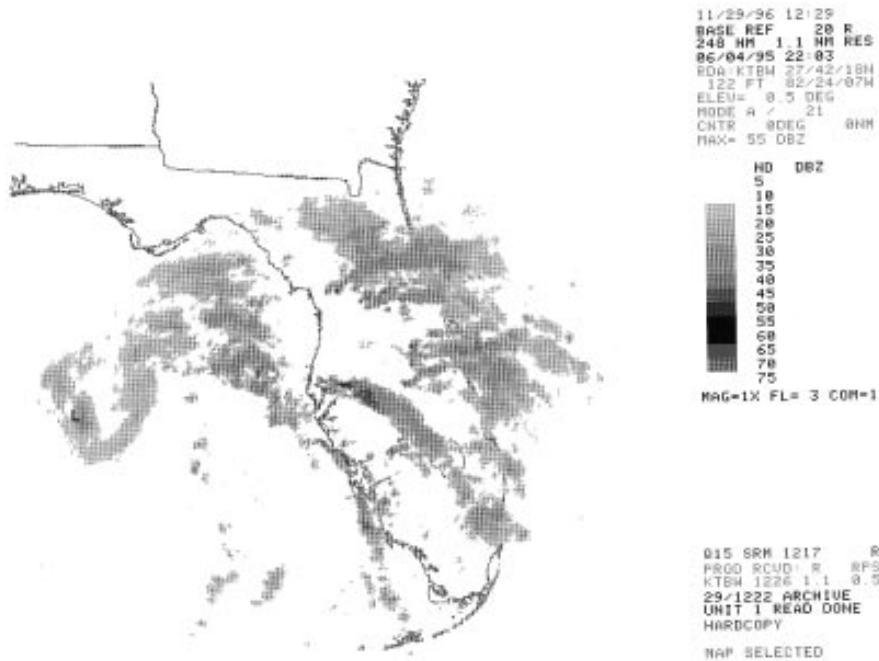 11/29/96 12:29
BASE REF 20 R
248 NM 1.1 NM RES
06/04/95 22:03
RDA:KTBW 27/42/18N
122 FT 82/24/07W
ELEV= 0.5 DEG
MODE A / 21
CNTR 0DEG 0NM
MAX= 55 DBZ
ND DBZ
5
10
15
20
25
30
35
40
45
50
55
60
65
70
75
MAG=1X FL= 3 COM=1
015 SRM 1217 R
PROD RCVD: R RPS
KTBW 1226 1.1 0.5
29/1222 ARCHIVE
UNIT 1 READ DONE
HARDCOPY
MAP SELECTED